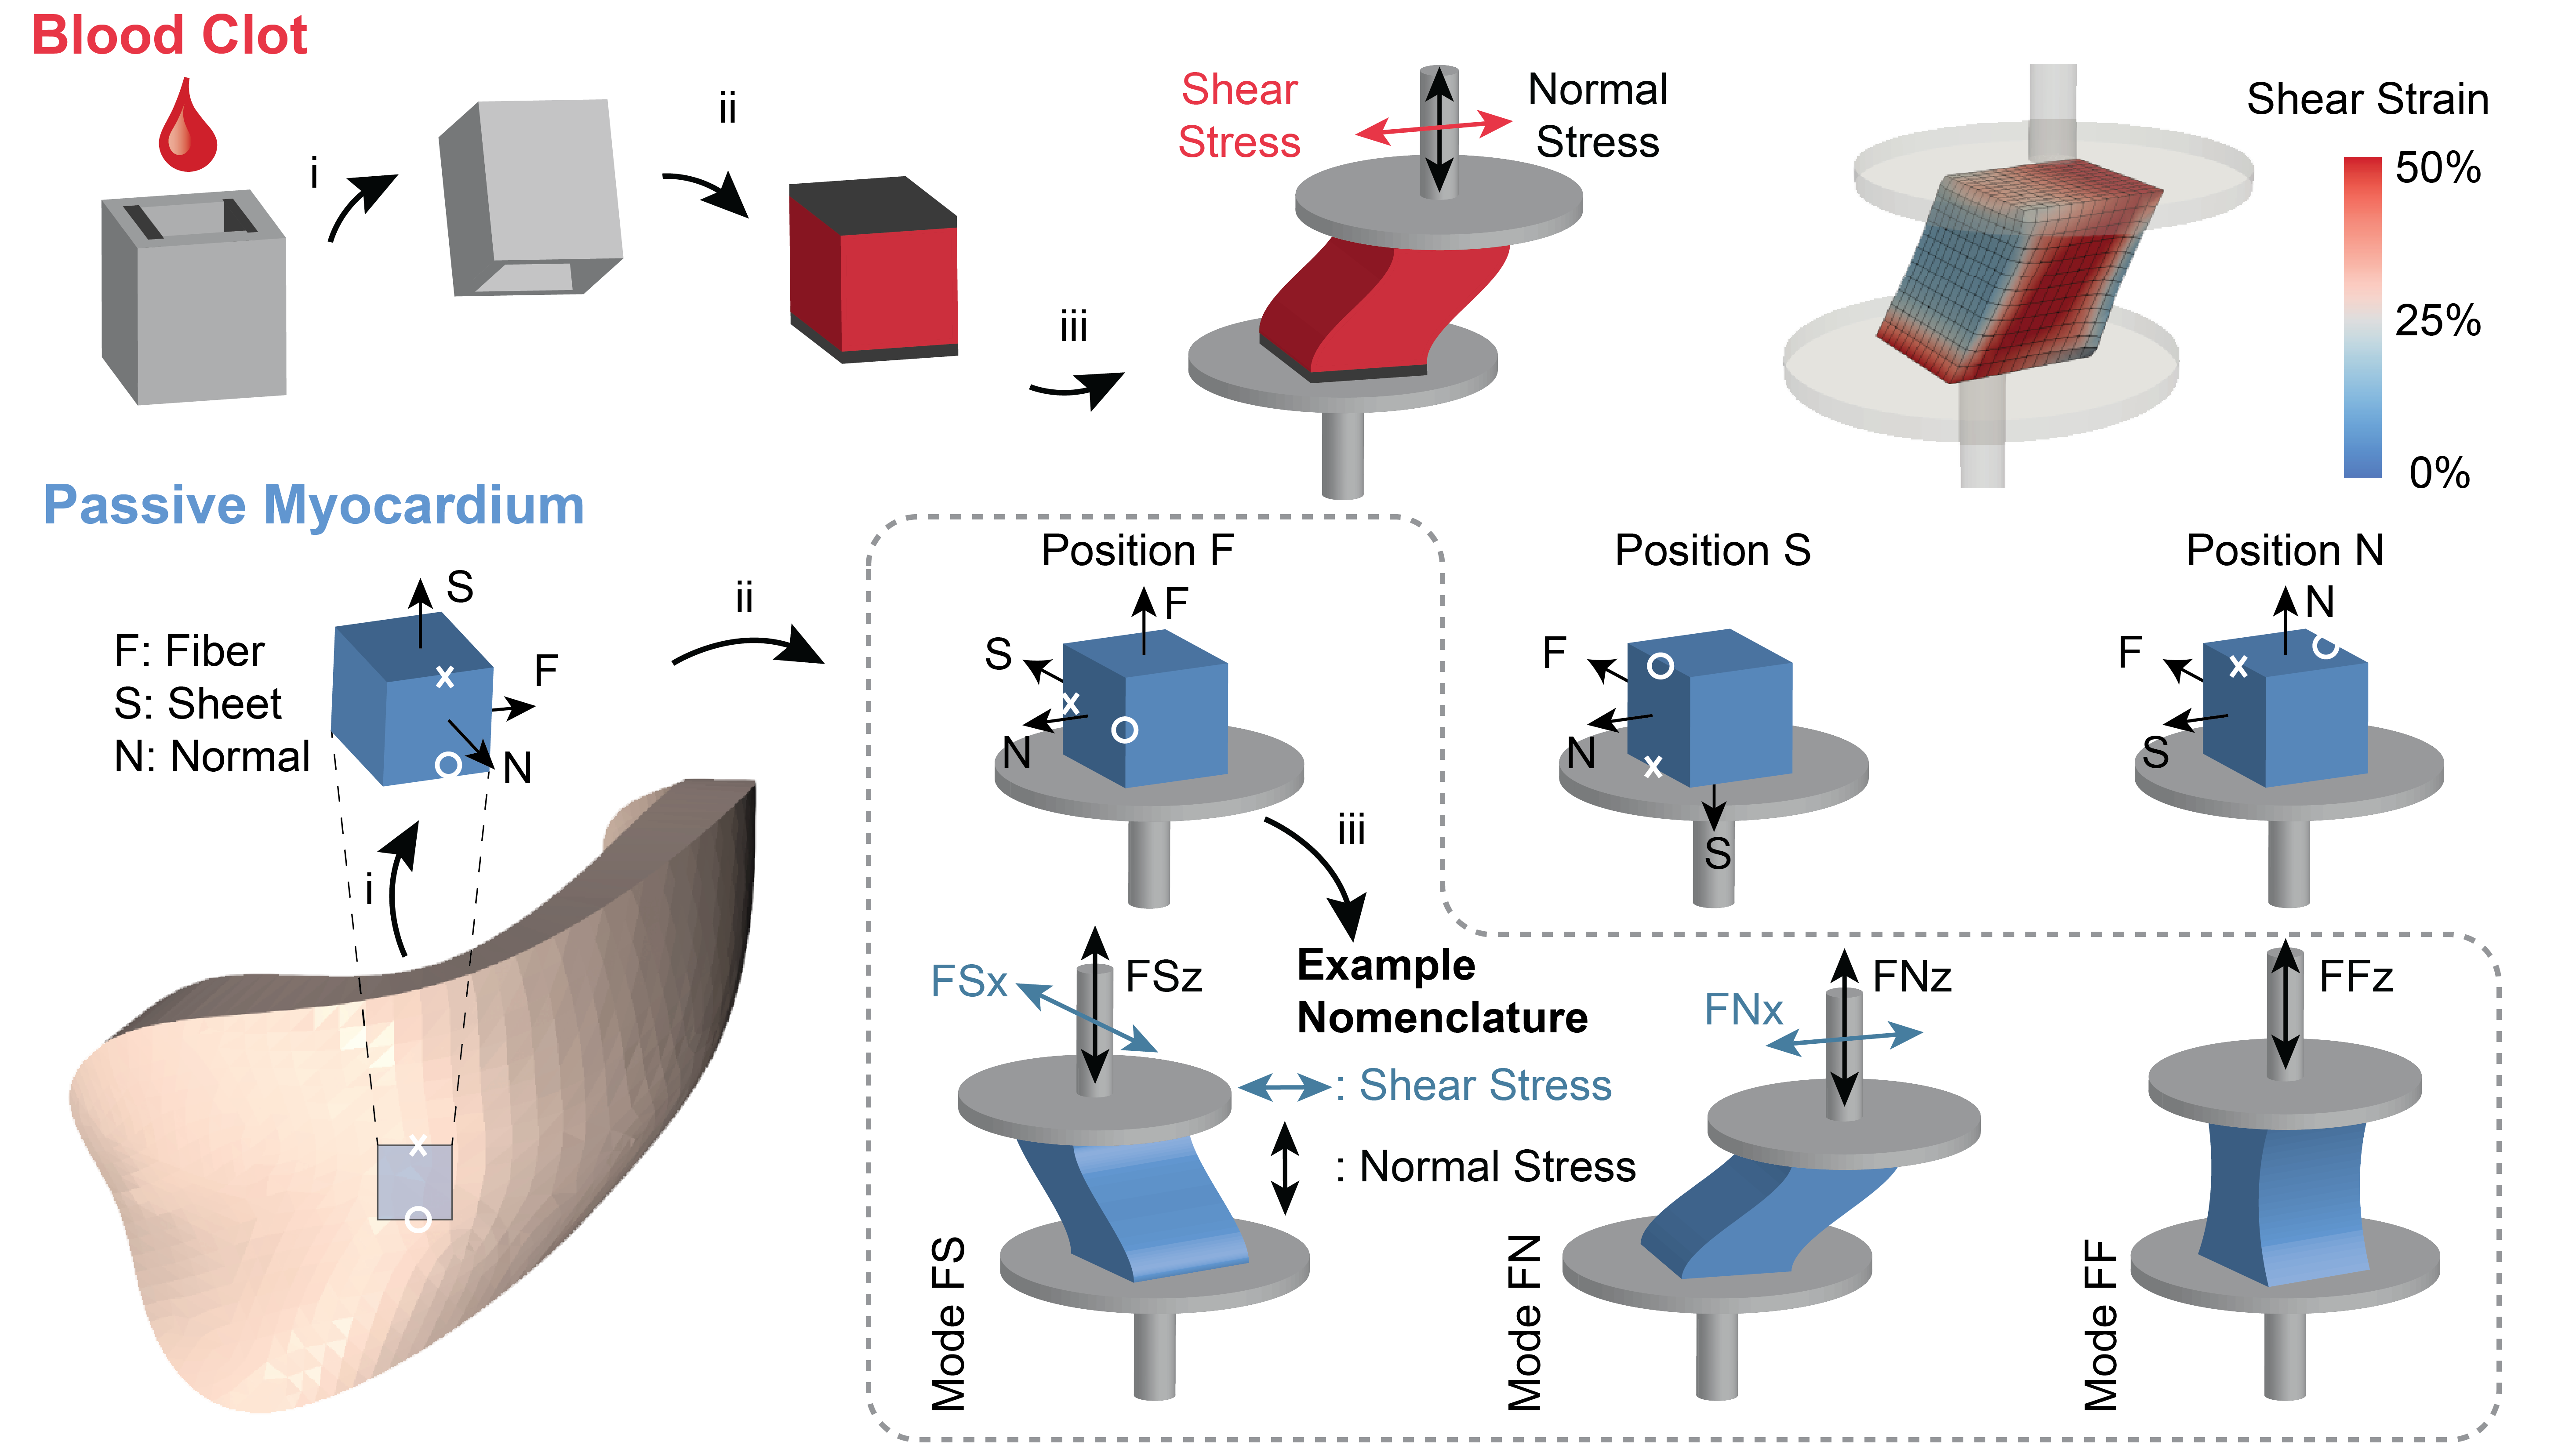 Blood Clot
i
ii
iii
Shear
Stress
Normal
Stress
Shear Strain
50%
25%
0%
Passive Myocardium
F: Fiber
S: Sheet
N: Normal
S
F
N
x
i
ii
Position F
F
S
N
x
Position S
F
N
S
x
Position N
N
F
S
x
iii
x
Example
Nomenclature
: Shear Stress
: Normal Stress
FSx
FSz
Mode FS
FNx
FNz
Mode FN
FFz
Mode FF